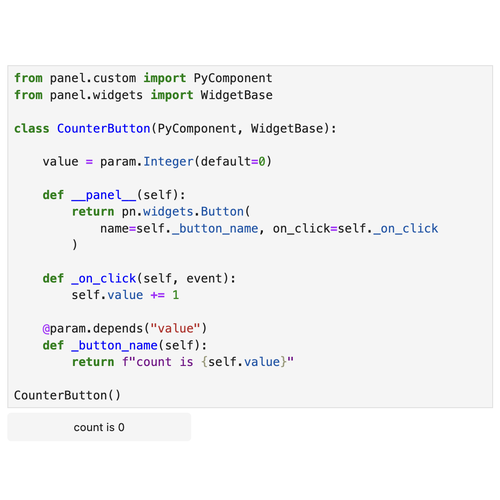 from panel.custom import PyComponent
from panel.widgets import WidgetBase

class CounterButton(PyComponent, WidgetBase):

    value = param.Integer(default=0)

    def __panel__(self):
        return pn.widgets.Button(
            name=self._button_name, on_click=self._on_click
        )

    def _on_click(self, event):
        self.value += 1

    @param.depends("value")
    def _button_name(self):
        return f"count is {self.value}"

CounterButton()
count is 0